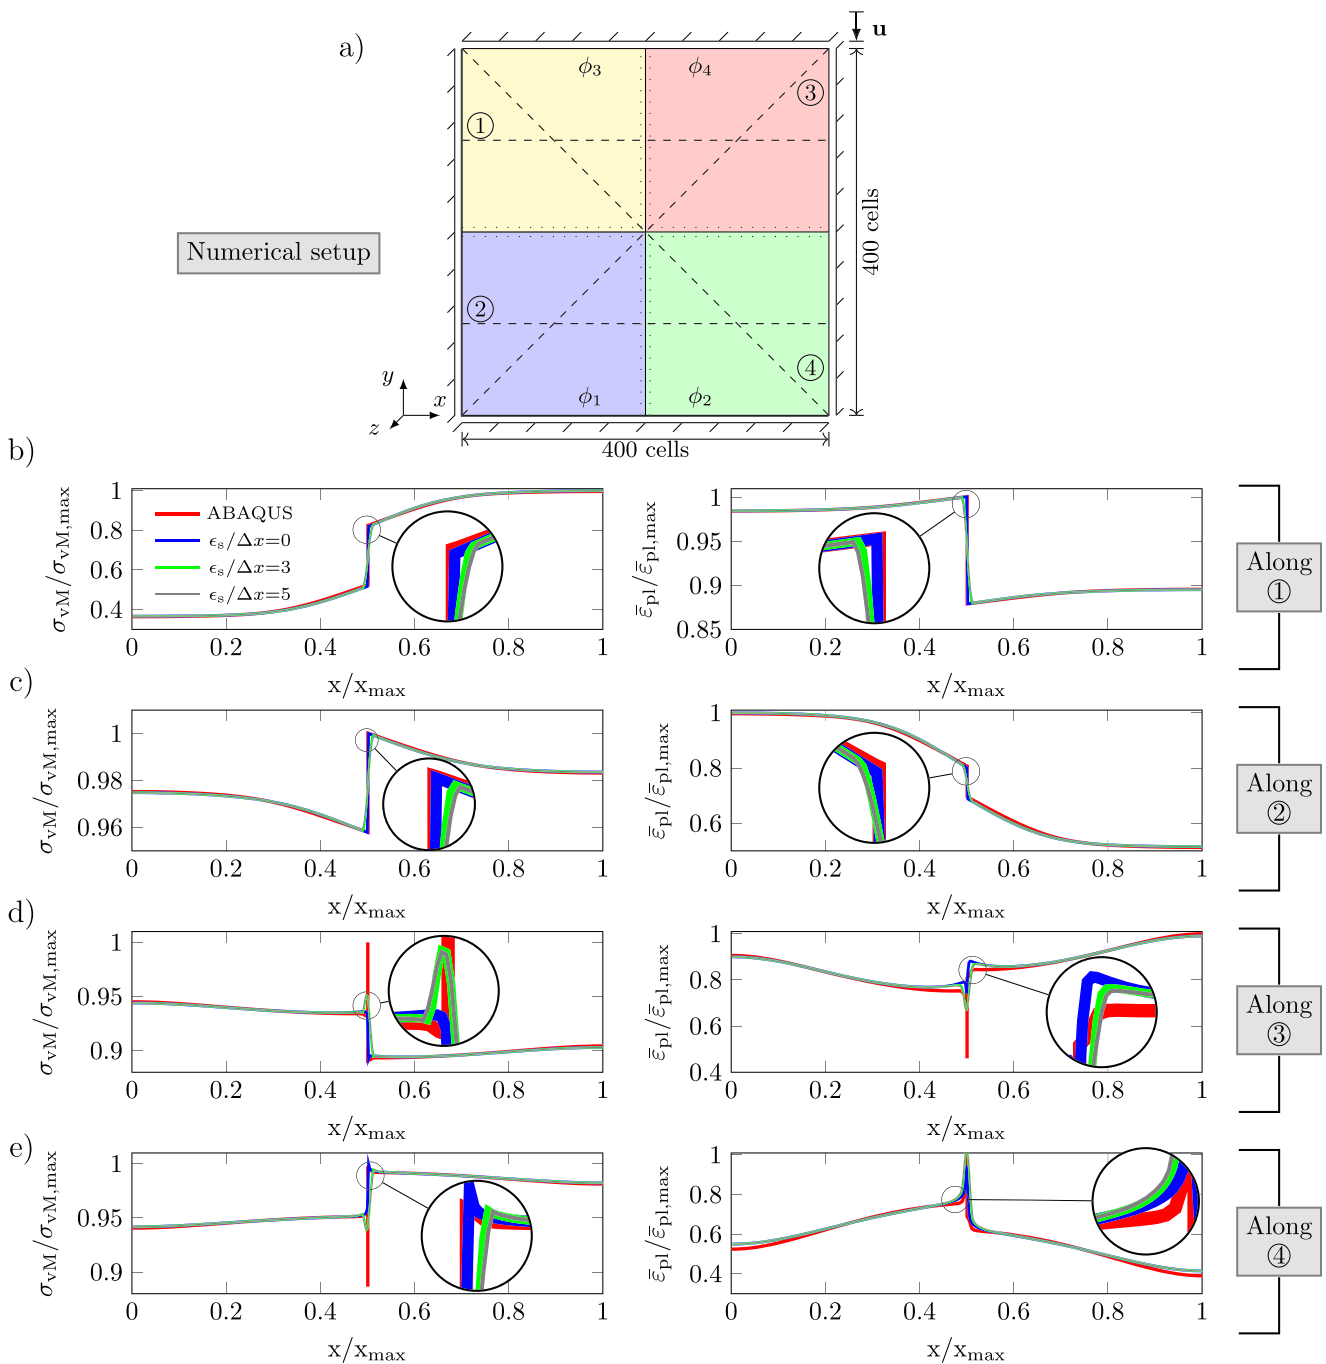 a)
u
ϕ3 ϕ4
③
①
400 cells
Numerical setup
②
④
y
x
z
ϕ1 ϕ2
400 cells
b)
σvM/σvM,max
1
0.8
0.6
0.4
ABAQUS
ϵs/Δx=0
ϵs/Δx=3
ϵs/Δx=5
0 0.2 0.4 0.6 0.8 1
x/xmax
ε̄pl/ε̄pl,max
1
0.95
0.9
0.85
0 0.2 0.4 0.6 0.8 1
x/xmax
Along
①
c)
σvM/σvM,max
1
0.98
0.96
0 0.2 0.4 0.6 0.8 1
x/xmax
ε̄pl/ε̄pl,max
1
0.8
0.6
0 0.2 0.4 0.6 0.8 1
x/xmax
Along
②
d)
σvM/σvM,max
1
0.95
0.9
0 0.2 0.4 0.6 0.8 1
x/xmax
ε̄pl/ε̄pl,max
1
0.8
0.6
0.4
0 0.2 0.4 0.6 0.8 1
x/xmax
Along
③
e)
σvM/σvM,max
1
0.95
0.9
0 0.2 0.4 0.6 0.8 1
x/xmax
ε̄pl/ε̄pl,max
1
0.8
0.6
0.4
0 0.2 0.4 0.6 0.8 1
x/xmax
Along
④